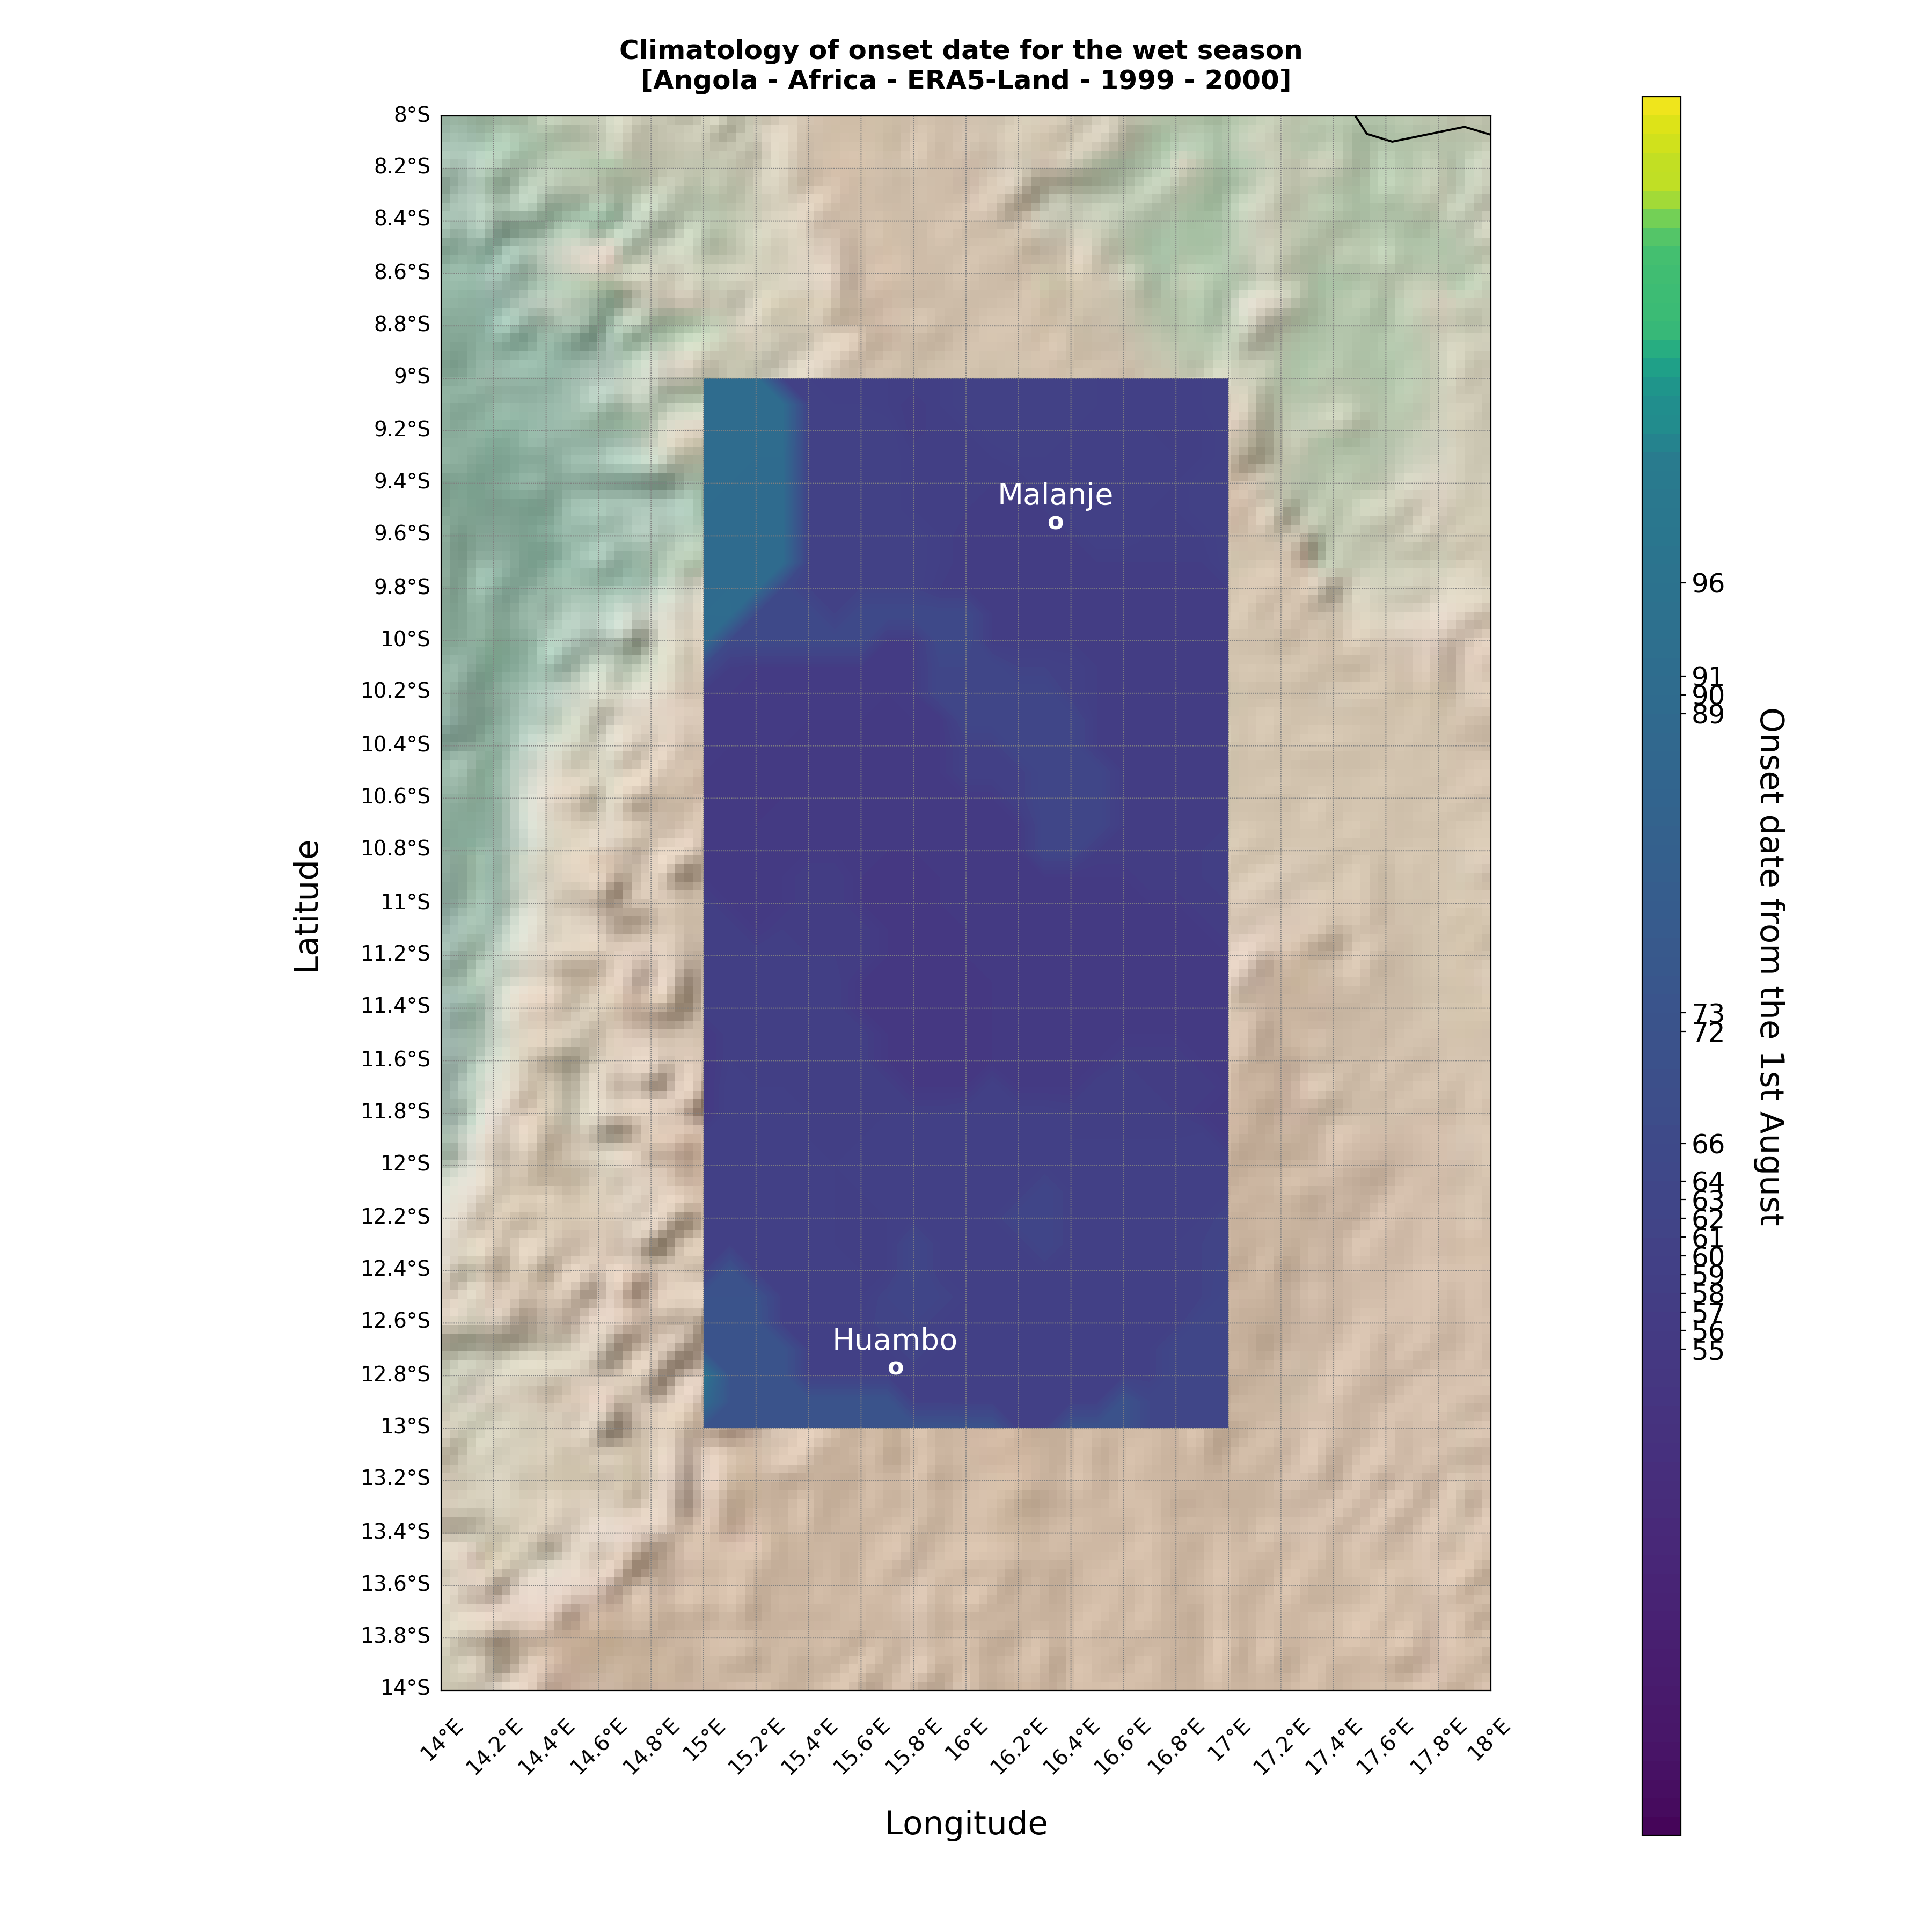 Climatology of onset date for the wet season
[Angola - Africa - ERA5-Land - 1999 - 2000]
8°S
8.2°S
8.4°S
8.6°S
8.8°S
9°S
9.2°S
9.4°S
9.6°S
9.8°S
10°S
10.2°S
10.4°S
10.6°S
10.8°S
11°S
11.2°S
11.4°S
11.6°S
11.8°S
12°S
12.2°S
12.4°S
12.6°S
12.8°S
13°S
13.2°S
13.4°S
13.6°S
13.8°S
14°S
Latitude
Malanje
Huambo
14°E 14.2°E 14.4°E 14.6°E 14.8°E 15°E 15.2°E 15.4°E 15.6°E 15.8°E 16°E 16.2°E 16.4°E 16.6°E 16.8°E 17°E 17.2°E 17.4°E 17.6°E 17.8°E 18°E
Longitude
96
91
90
89
73
72
66
64
63
62
61
60
59
58
57
56
55
Onset date from the 1st August